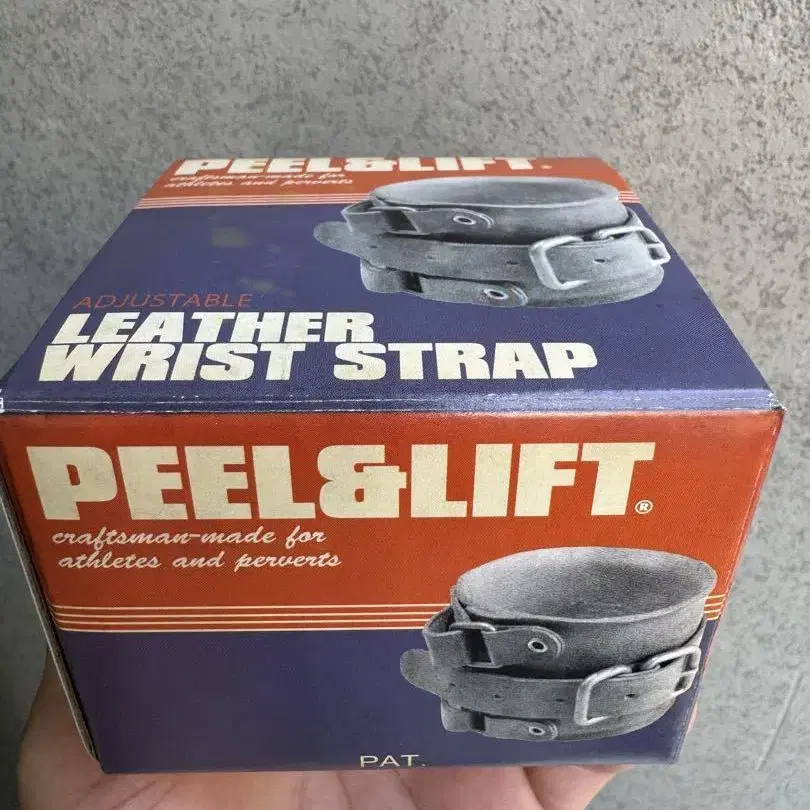 PEEL&LIFT
craftsman-made for
athletes and perverts
ADJUSTABLE
LEATHER
WRIST STRAP
PEEL&LIFT®
craftsman-made for
athletes and perverts
PAT.